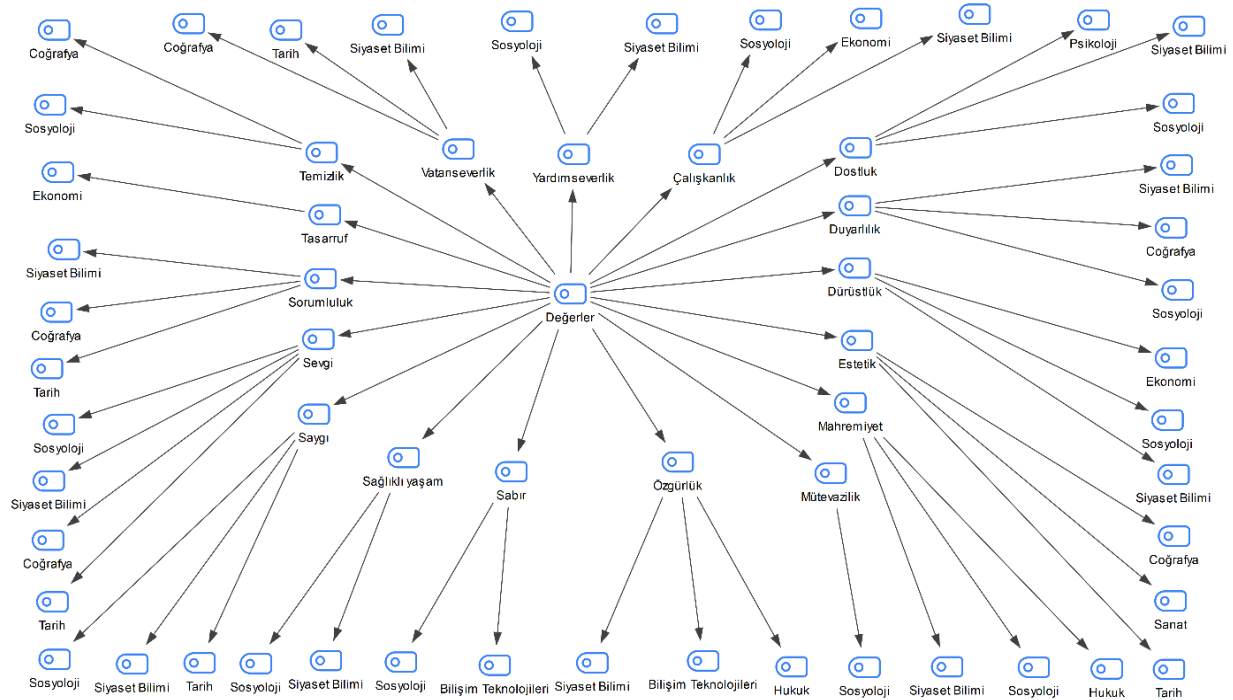 Coğrafya
Coğrafya
Tarih
Siyaset Bilimi
Sosyoloji
Siyaset Bilimi
Sosyoloji
Ekonomi
Siyaset Bilimi
Psikoloji
Siyaset Bilimi
Sosyoloji
Sosyoloji
Temizlik
Vatanseverlik
Yardımseverlik
Çalışkanlık
Dostluk
Siyaset Bilimi
Ekonomi
Tasarruf
Duyarlılık
Coğrafya
Siyaset Bilimi
Sorumluluk
Değerler
Dürüstlük
Sosyoloji
Coğrafya
Sevgi
Estetik
Ekonomi
Tarih
Saygı
Mahremiyet
Sosyoloji
Sosyoloji
Sağlıklı yaşam
Sabır
Özgürlük
Mütevazilik
Siyaset Bilimi
Siyaset Bilimi
Coğrafya
Coğrafya
Tarih
Sanat
Sosyoloji
Siyaset Bilimi
Tarih
Sosyoloji
Siyaset Bilimi
Sosyoloji
Bilişim Teknolojileri
Siyaset Bilimi
Bilişim Teknolojileri
Hukuk
Sosyoloji
Siyaset Bilimi
Sosyoloji
Hukuk
Tarih